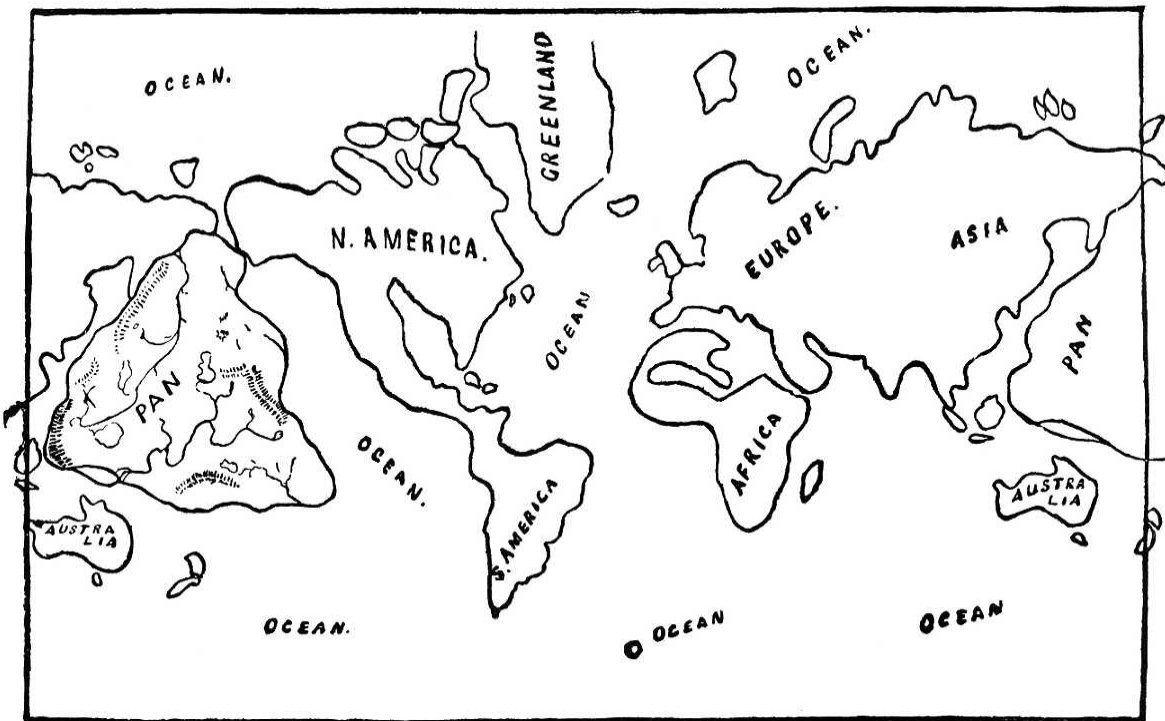 OCEAN.
GREENLAND
OCEAN.
N. AMERICA.
EUROPE.
ASIA
OCEAN
PAN
PAN
OCEAN.
AFRICA
S. AMERICA
AUSTRA
LIA
AUSTRA
LIA
OCEAN.
OCEAN
OCEAN